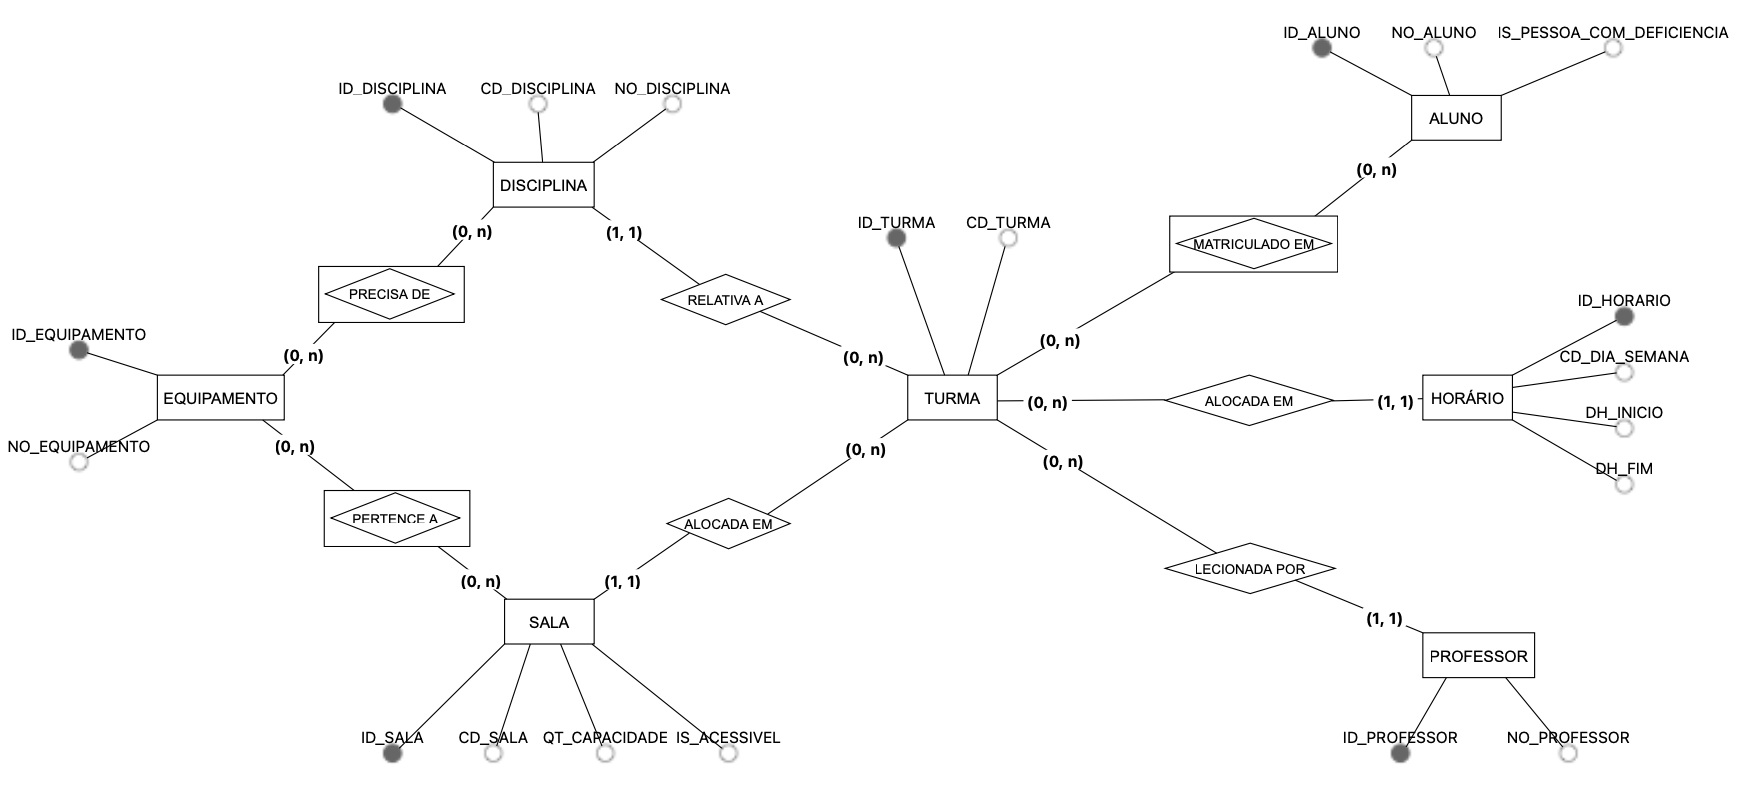 ID_ALUNO NO_ALUNO IS_PESSOA_COM_DEFICIENCIA
ALUNO
(0, n)
ID_DISCIPLINA CD_DISCIPLINA NO_DISCIPLINA
DISCIPLINA
(0, n) (1, 1)
ID_TURMA CD_TURMA
MATRICULADO EM
PRECISA DE
RELATIVA A
ID_HORARIO
ID_EQUIPAMENTO
(0, n)
(0, n)
(0, n)
CD_DIA_SEMANA
EQUIPAMENTO
TURMA
(0, n)
ALOCADA EM
(1, 1)
HORÁRIO
DH_INICIO
NO_EQUIPAMENTO
(0, n)
(0, n)
(0, n)
DH_FIM
PERTENCE A
ALOCADA EM
LECIONADA POR
(0, n) (1, 1)
SALA
(1, 1)
PROFESSOR
ID_SALA CD_SALA QT_CAPACIDADE IS_ACESSIVEL
ID_PROFESSOR NO_PROFESSOR